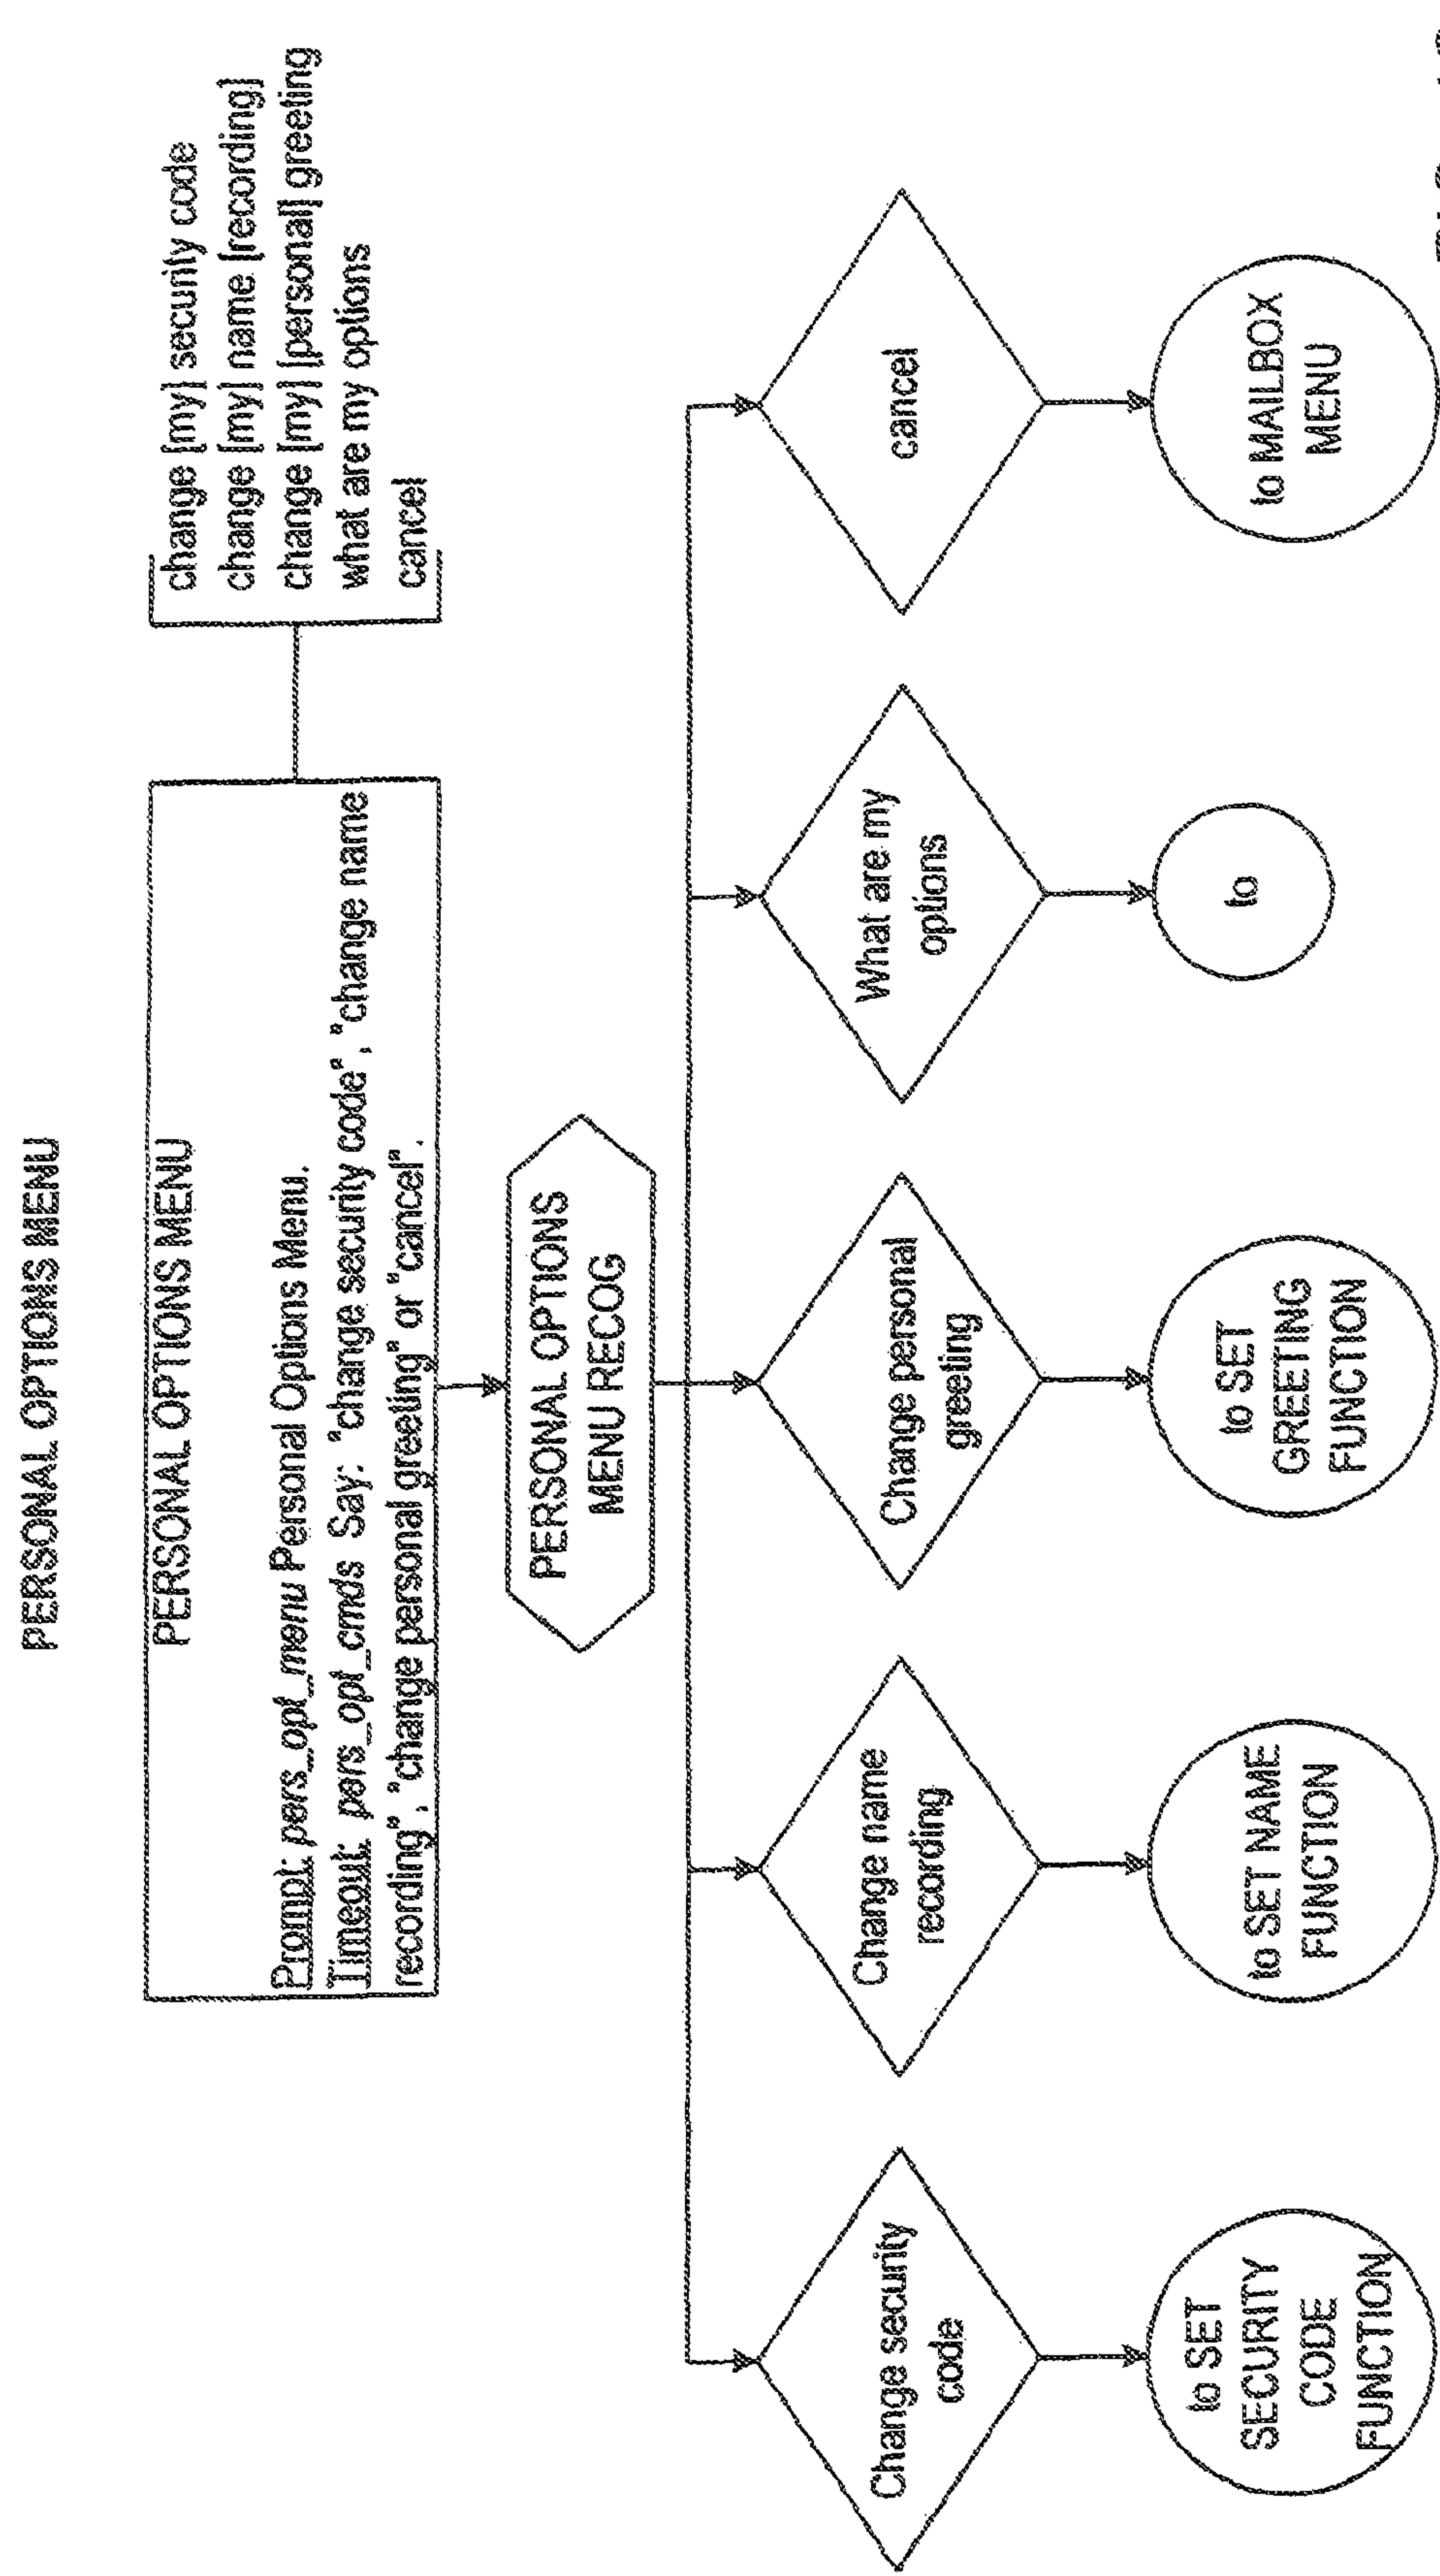 PERSONAL OPTIONS MENU
PERSONAL OPTIONS MENU
Prompt: pers_opt_menu Personal Options Menu.
Timeout: pers_opt_cmds Say: "change security code", "change name
recording", "change personal greeting" or "cancel".
change [my] security code
change [my] name [recording]
change [my] [personal] greeting
what are my options
cancel
PERSONAL OPTIONS
MENU RECOG
Change security
code
Change name
recording
Change personal
greeting
What are my
options
cancel
to SET
SECURITY
CODE
FUNCTION
to SET NAME
FUNCTION
to SET
GREETING
FUNCTION
to
to MAILBOX
MENU